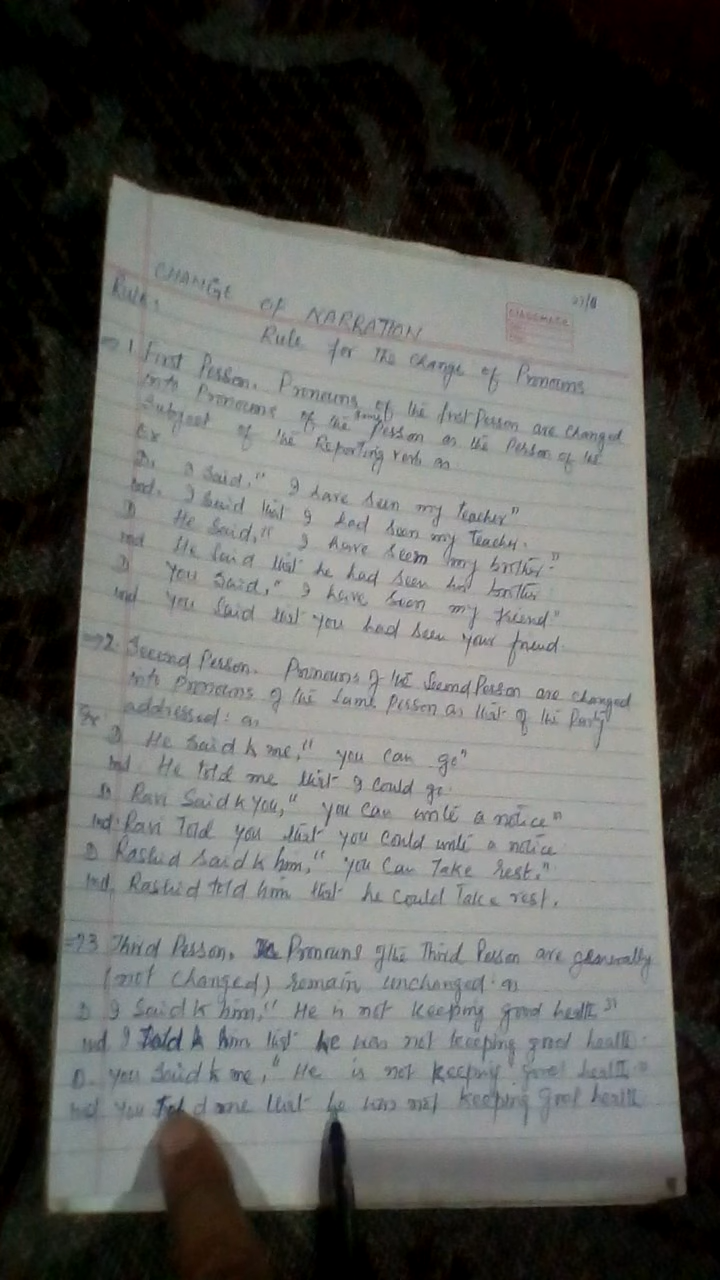 27/8
CLASSMATE
CHANGE OF NARRATION
Rule: Rule for the change of Pronouns
⇒ 1. First Person. Pronouns of the first Person are changed
into Pronouns of the same Person as the Person of the
Subject of the Reporting verb as
Ex
D. I said, " I have seen my teacher"
Ind. I said that I had seen my teacher.
D He said, " I have seen my brother"
Ind He said that he had seen his brother
D You said, " I have seen my friend"
Ind You said that you had seen your friend.
⇒ 2. Second Person. Pronouns of the Second Person are changed
into Pronouns of the same Person as that of the Party
addressed: as
Ex
D He said to me, " you can go"
Ind. He told me that I could go.
D Ravi said to you, " you can write a notice"
Ind: Ravi Told you that you could write a notice
D Rashid said to him, " you can Take rest."
Ind. Rashid told him that he could Take rest.
⇒ 3 Third Person. Pronouns of the Third Person are generally
(not changed) remain unchanged: as
D I said to him, " He is not keeping good health"
Ind I told him that he was not keeping good health.
D. you said to me, " He is not keeping good health"
Ind you told me that he was not keeping good health